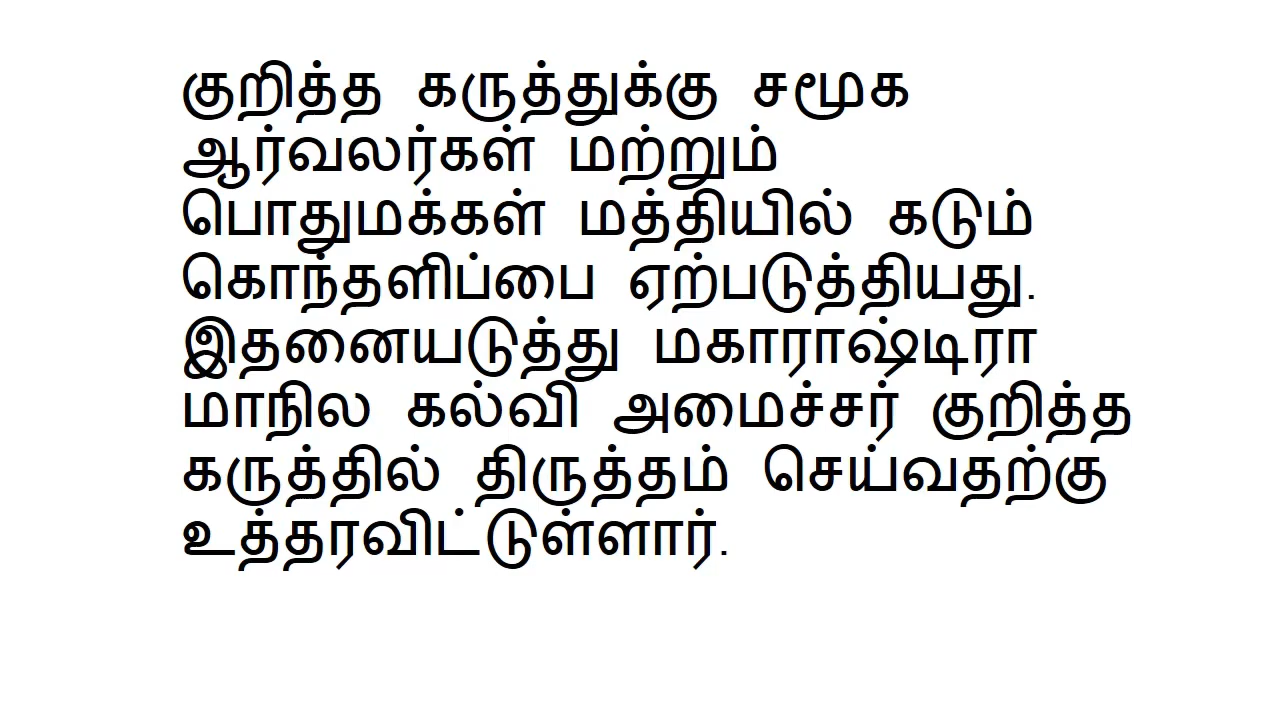 குறித்த கருத்துக்கு சமூக
ஆர்வலர்கள் மற்றும்
பொதுமக்கள் மத்தியில் கடும்
கொந்தளிப்பை ஏற்படுத்தியது.
இதனையடுத்து மகாராஷ்டிரா
மாநில கல்வி அமைச்சர் குறித்த
கருத்தில் திருத்தம் செய்வதற்கு
உத்தரவிட்டுள்ளார்.